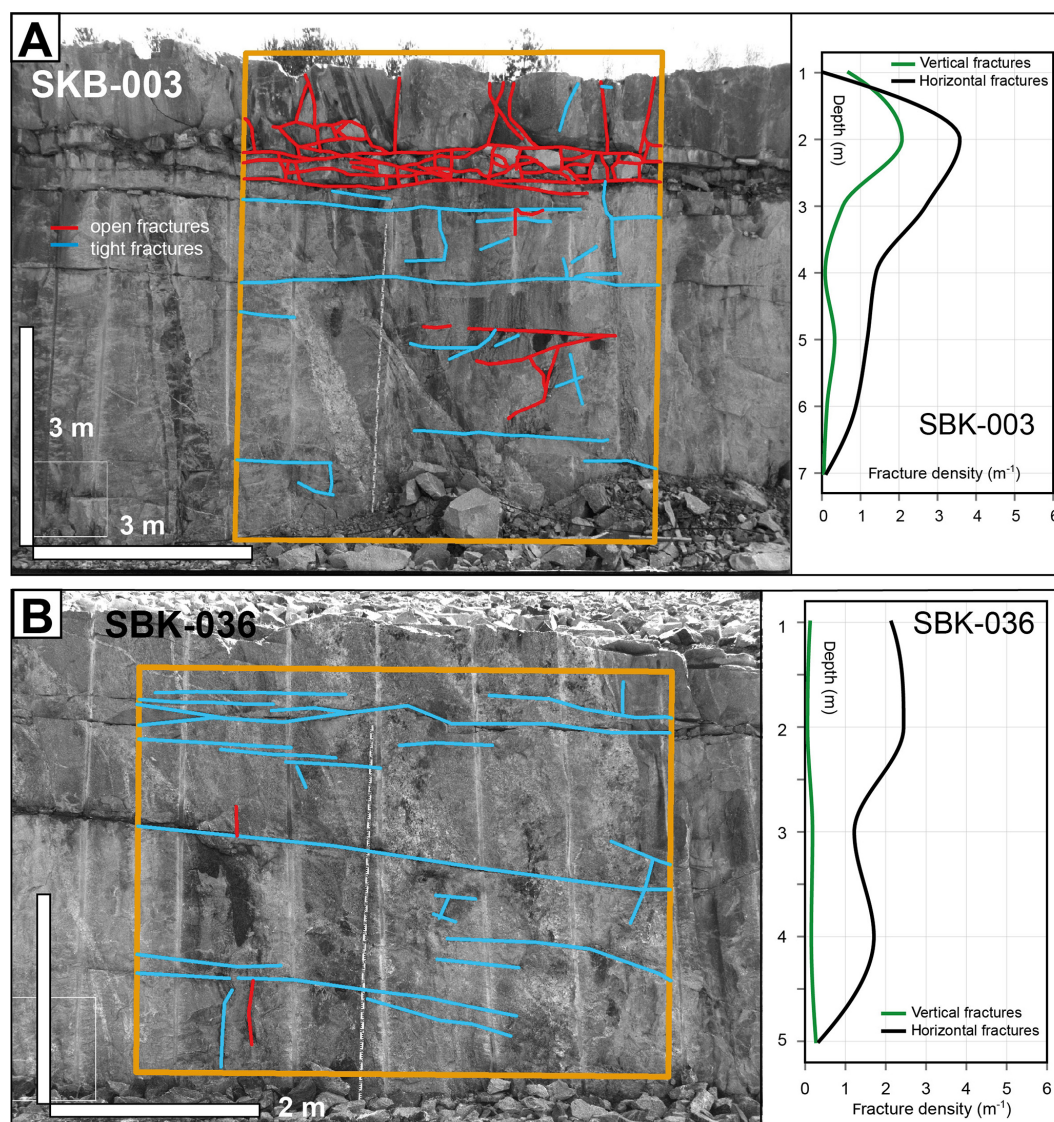 A
SKB-003
open fractures
tight fractures
3 m
3 m
Vertical fractures
Horizontal fractures
Depth (m)
1
2
3
4
5
6
7
SBK-003
Fracture density (m⁻¹)
0 1 2 3 4 5 6
B
SBK-036
2 m
SBK-036
Depth (m)
1
2
3
4
5
Vertical fractures
Horizontal fractures
0 1 2 3 4 5 6
Fracture density (m⁻¹)